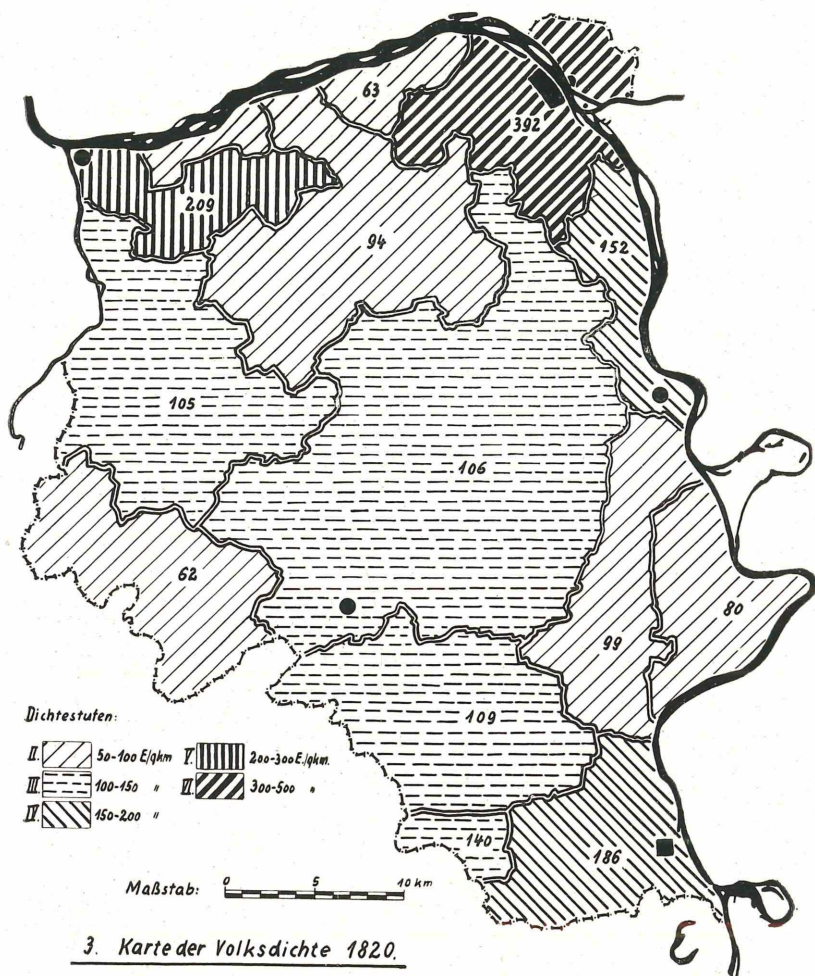 63
392
209
94
152
105
106
62
80
99
109
140
186
Dichtestufen:
II. 50-100 E/qkm V. 200-300 E./qkm.
III. 100-150 " VI. 300-500 "
IV. 150-200 "
Maßstab: 0 5 10 km
3. Karte der Volksdichte 1820.